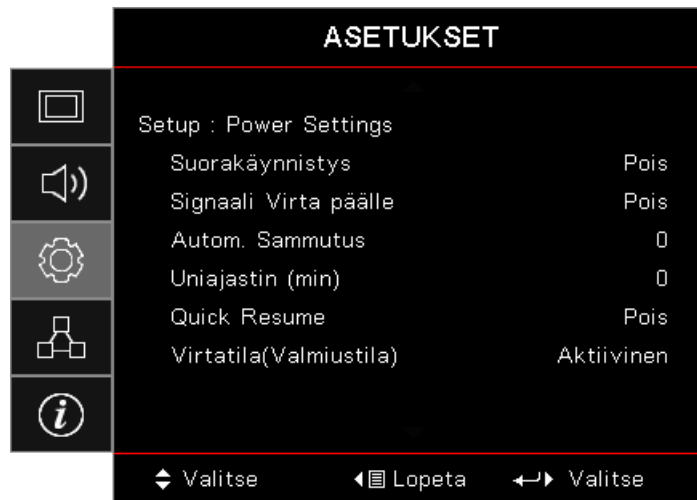 ASETUKSET
Setup : Power Settings
Suorakäynnistys Pois
Signaali Virta päälle Pois
Autom. Sammutus 0
Uniajastin (min) 0
Quick Resume Pois
Virtatila(Valmiustila) Aktiivinen
i
Valitse Lopeta Valitse